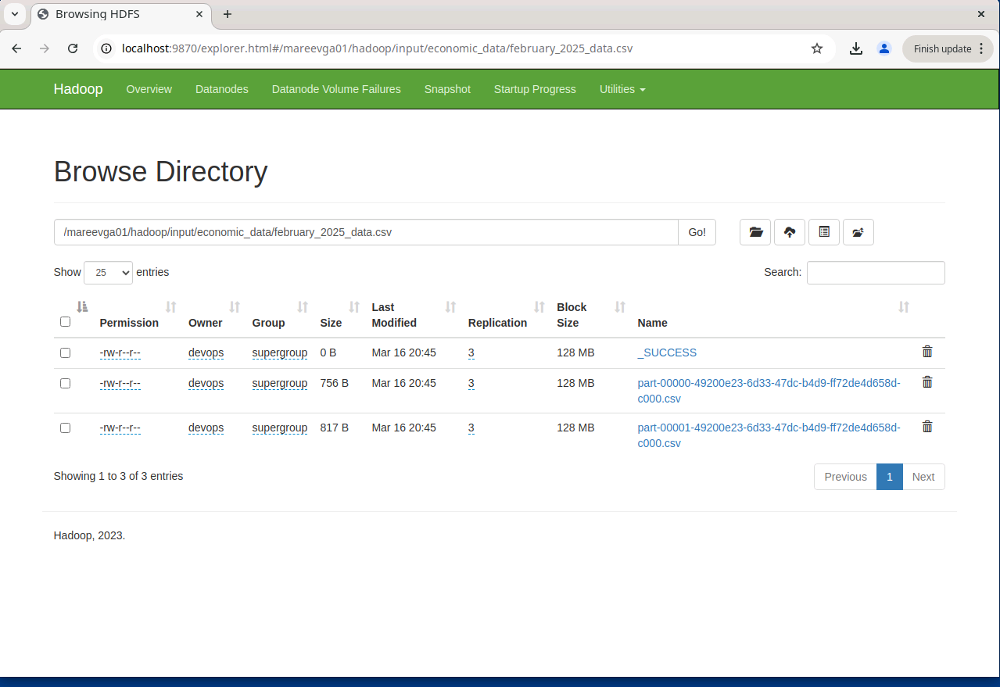 Browsing HDFS
localhost:9870/explorer.html#/mareevga01/hadoop/input/economic_data/february_2025_data.csv
Finish update
Hadoop Overview Datanodes Datanode Volume Failures Snapshot Startup Progress Utilities
Browse Directory
/mareevga01/hadoop/input/economic_data/february_2025_data.csv Go!
Show 25 entries Search:
Permission Owner Group Size Last Modified Replication Block Size Name
-rw-r--r-- devops supergroup 0 B Mar 16 20:45 3 128 MB _SUCCESS
-rw-r--r-- devops supergroup 756 B Mar 16 20:45 3 128 MB part-00000-49200e23-6d33-47dc-b4d9-ff72de4d658d-
c000.csv
-rw-r--r-- devops supergroup 817 B Mar 16 20:45 3 128 MB part-00001-49200e23-6d33-47dc-b4d9-ff72de4d658d-
c000.csv
Showing 1 to 3 of 3 entries Previous 1 Next
Hadoop, 2023.